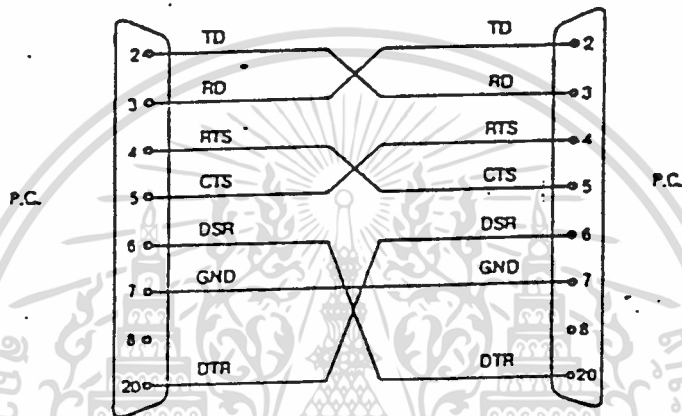 TD TD
2 2
RD RD
3 3
RTS RTS
4 4
P.C. CTS CTS P.C.
5 5
DSR DSR
6 6
GND GND
7 7
8 8
DTR DTR
20 20